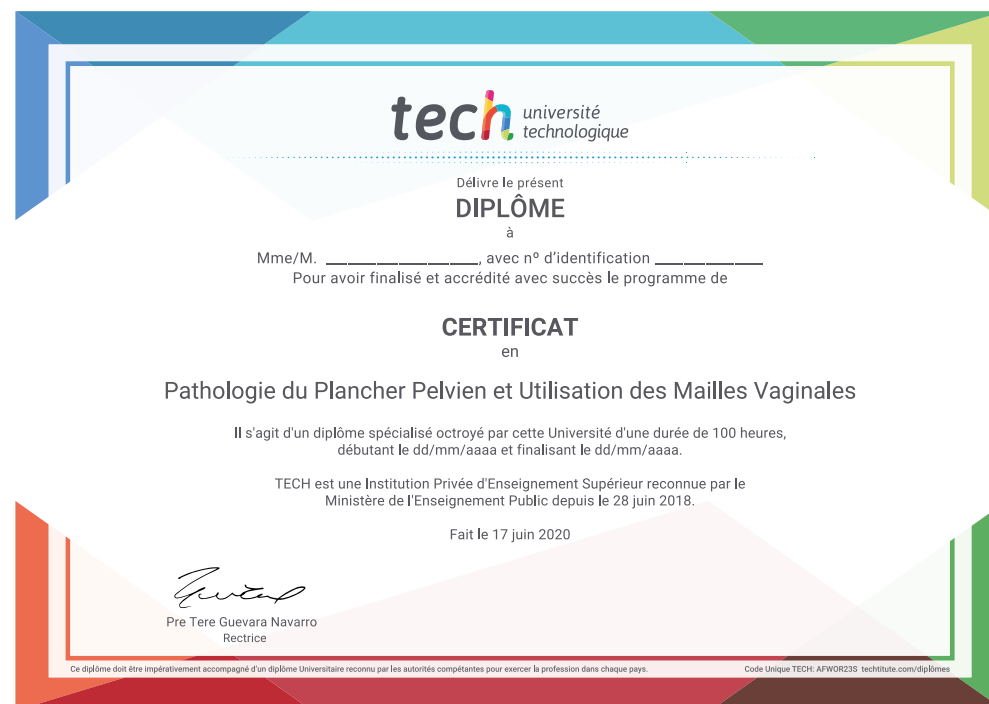 tech université
technologique
Délivre le présent
DIPLÔME
à
Mme/M. __________________, avec nº d'identification _____________
Pour avoir finalisé et accrédité avec succès le programme de
CERTIFICAT
en
Pathologie du Plancher Pelvien et Utilisation des Mailles Vaginales
Il s'agit d'un diplôme spécialisé octroyé par cette Université d'une durée de 100 heures,
débutant le dd/mm/aaaa et finalisant le dd/mm/aaaa.
TECH est une Institution Privée d'Enseignement Supérieur reconnue par le
Ministère de l'Enseignement Public depuis le 28 juin 2018.
Fait le 17 juin 2020
Pre Tere Guevara Navarro
Rectrice
Ce diplôme doit être impérativement accompagné d'un diplôme Universitaire reconnu par les autorités compétantes pour exercer la profession dans chaque pays.
Code Unique TECH: AFWOR23S techtitute.com/diplômes